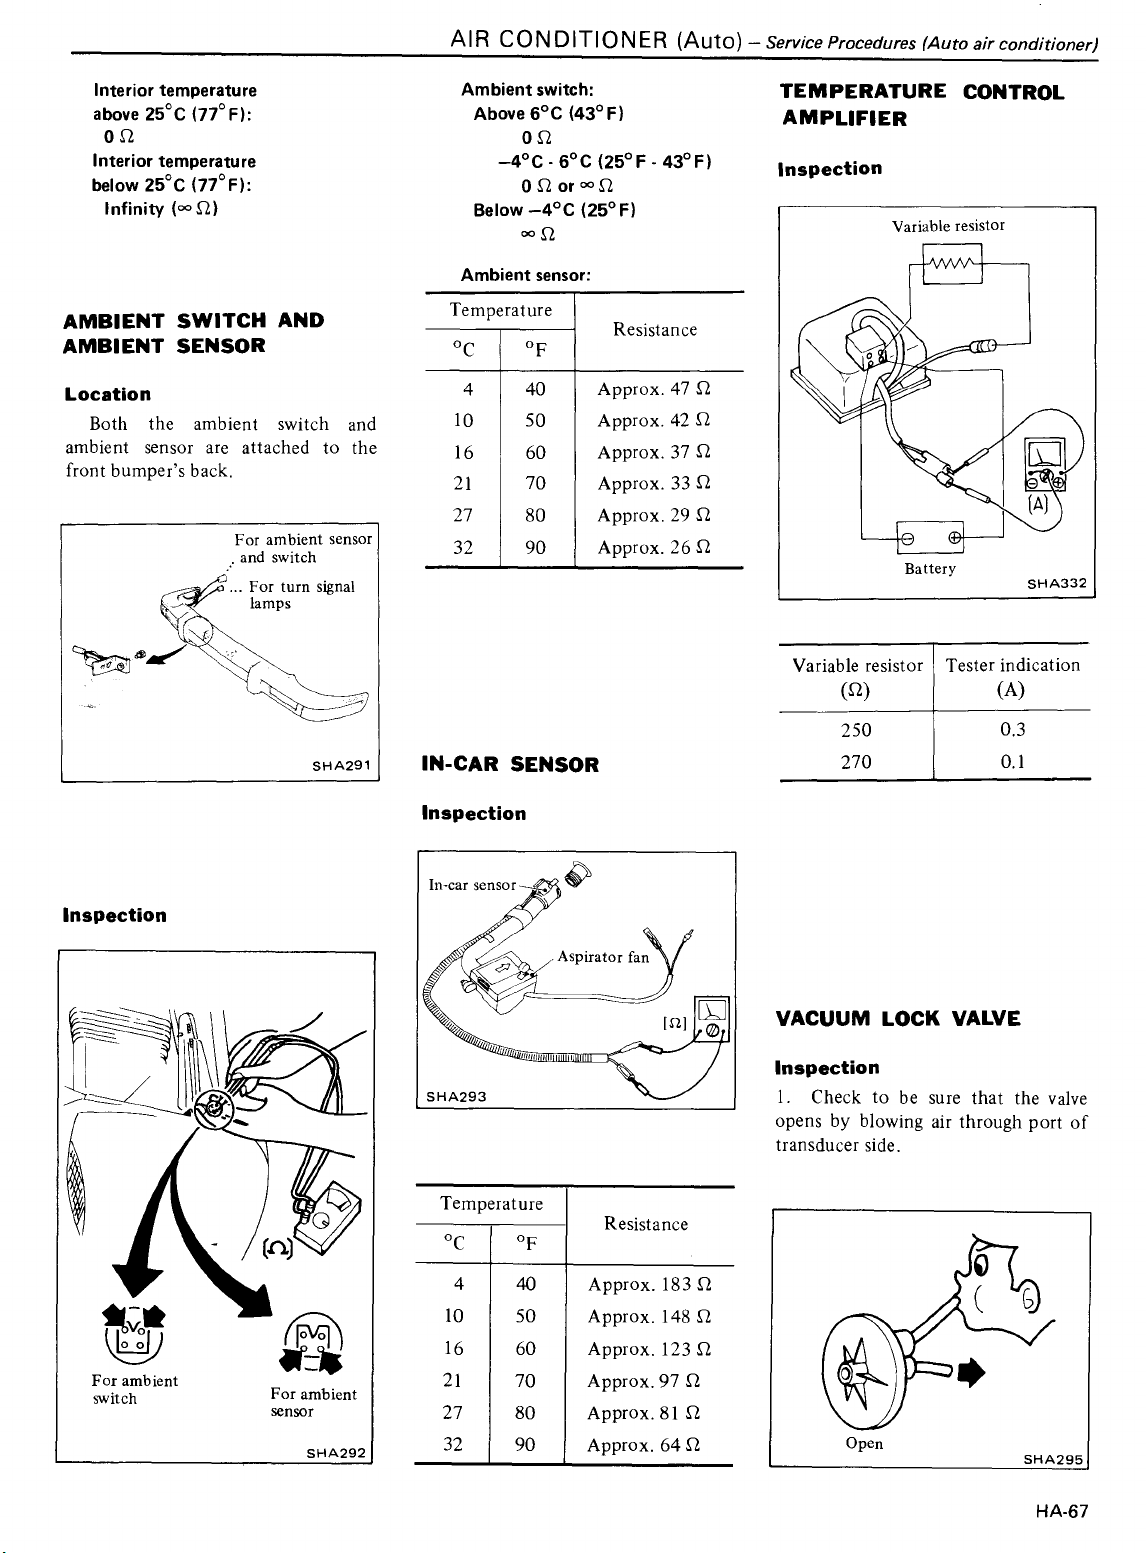 AIR CONDITIONER (Auto) – Service Procedures (Auto air conditioner)
Interior temperature
above 25°C (77°F):
0 Ω
Interior temperature
below 25°C (77°F):
Infinity (∞ Ω)
AMBIENT SWITCH AND
AMBIENT SENSOR
Location
Both the ambient switch and
ambient sensor are attached to the
front bumper's back.
For ambient sensor
. and switch
... For turn signal
lamps
SHA291
Inspection
[Ω]
For ambient
switch
For ambient
sensor
SHA292
Ambient switch:
Above 6°C (43°F)
0 Ω
–4°C - 6°C (25°F - 43°F)
0 Ω or ∞ Ω
Below –4°C (25°F)
∞ Ω
Ambient sensor:
Temperature
Resistance
°C °F
4 40 Approx. 47 Ω
10 50 Approx. 42 Ω
16 60 Approx. 37 Ω
21 70 Approx. 33 Ω
27 80 Approx. 29 Ω
32 90 Approx. 26 Ω
IN-CAR SENSOR
Inspection
In-car sensor
Aspirator fan
[Ω]
SHA293
Temperature
Resistance
°C °F
4 40 Approx. 183 Ω
10 50 Approx. 148 Ω
16 60 Approx. 123 Ω
21 70 Approx. 97 Ω
27 80 Approx. 81 Ω
32 90 Approx. 64 Ω
TEMPERATURE CONTROL
AMPLIFIER
Inspection
Variable resistor
[A]
⊖ ⊕
Battery
SHA332
Variable resistor Tester indication
(Ω) (A)
250 0.3
270 0.1
VACUUM LOCK VALVE
Inspection
1. Check to be sure that the valve
opens by blowing air through port of
transducer side.
Open
SHA295
HA-67